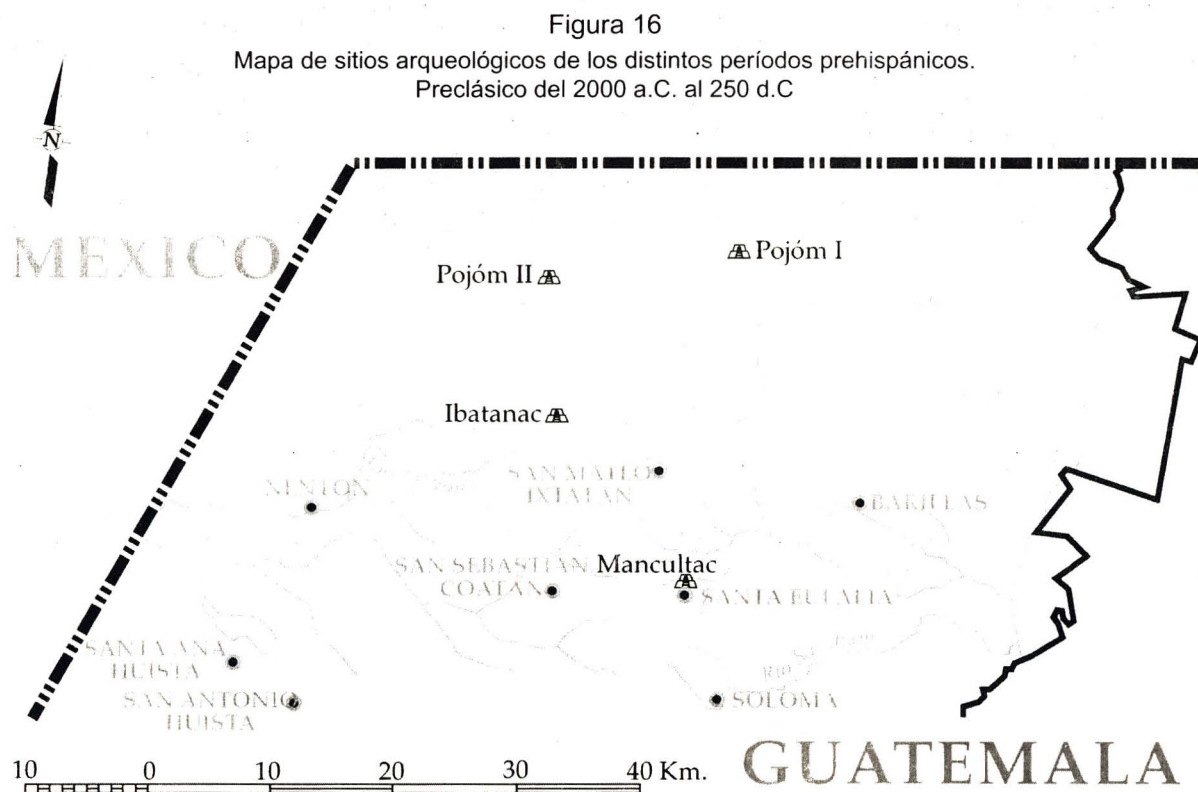 Figura 16
Mapa de sitios arqueológicos de los distintos períodos prehispánicos.
Preclásico del 2000 a.C. al 250 d.C
N
MEXICO
Pojóm I
Pojóm II
Ibatanac
SAN MATEO
IXTATAN
NENTON
BARILLAS
SAN SEBASTIAN
COATAN
Mancultac
SANTA EULALIA
SANTA ANA
HUISTA
SAN ANTONIO
HUISTA
SOLOMA
GUATEMALA
10 0 10 20 30 40 Km.